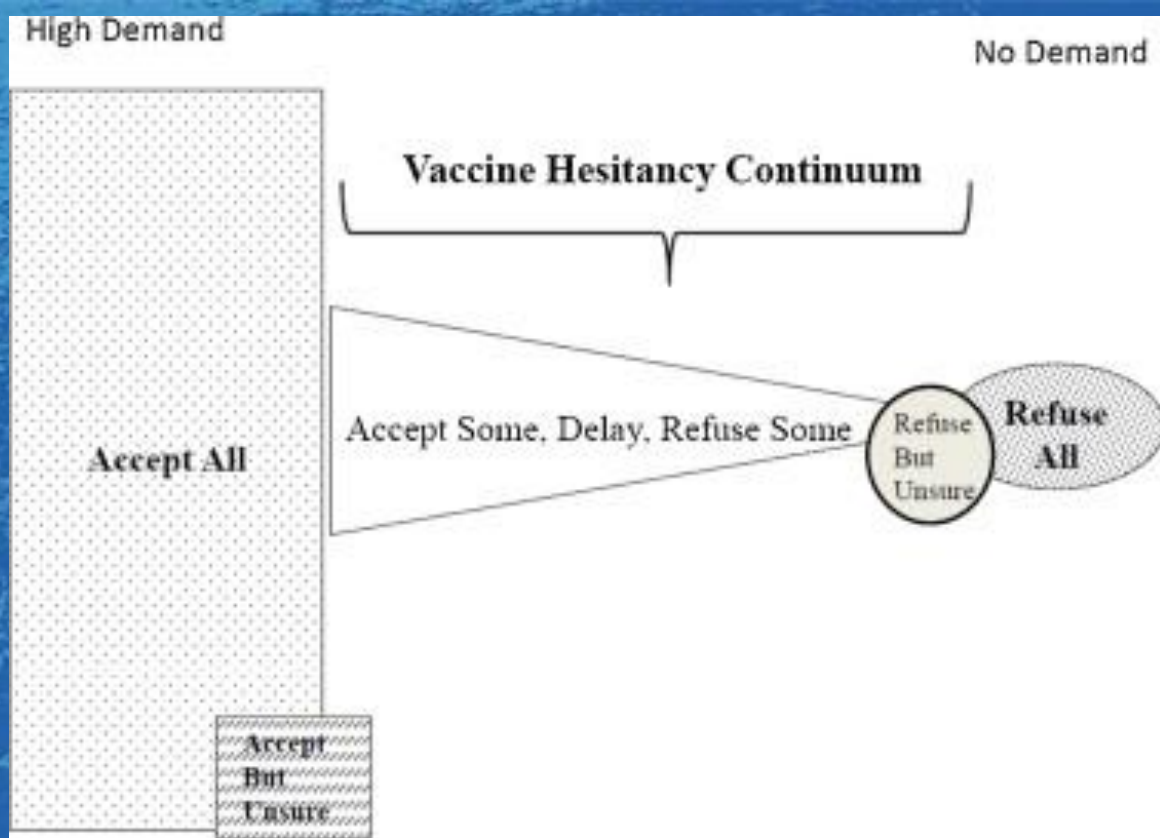 High Demand
No Demand
Vaccine Hesitancy Continuum
Accept All
Accept Some, Delay, Refuse Some
Refuse
But
Unsure
Refuse
All
Accept
But
Unsure